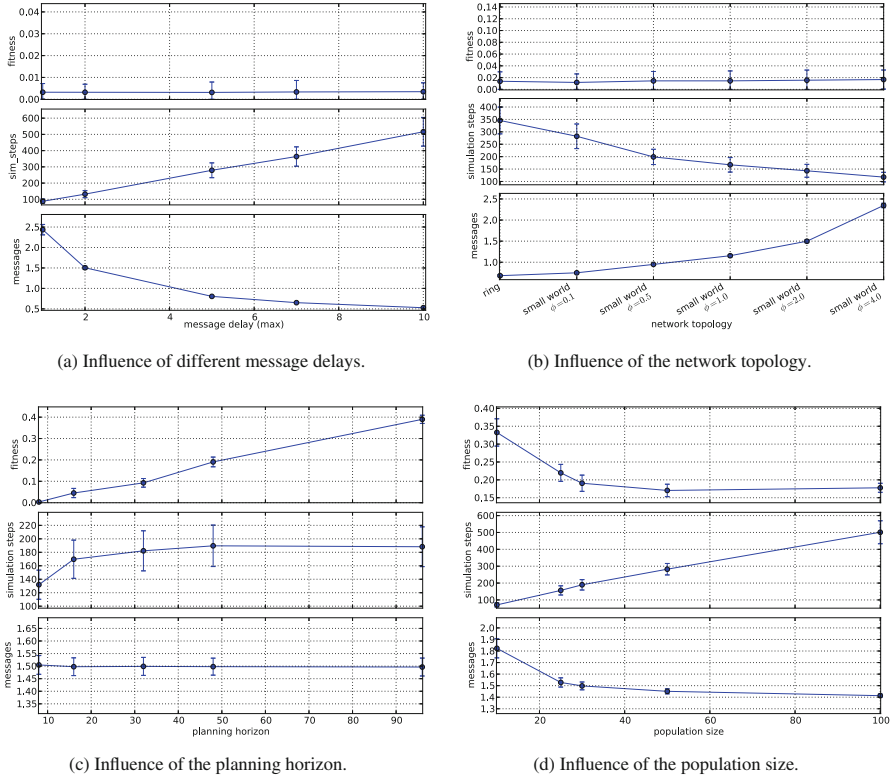 0.04
0.03
0.02
0.01
0.00
fitness
600
500
400
300
200
100
sim_steps
2.5
2.0
1.5
1.0
0.5
messages
2 4 6 8 10
message delay (max)
(a) Influence of different message delays.
0.14
0.12
0.10
0.08
0.06
0.04
0.02
0.00
fitness
400
350
300
250
200
150
100
simulation steps
2.5
2.0
1.5
1.0
messages
ring
small world ϕ=0.1
small world ϕ=0.5
small world ϕ=1.0
small world ϕ=2.0
small world ϕ=4.0
network topology
(b) Influence of the network topology.
0.4
0.3
0.2
0.1
0.0
fitness
220
200
180
160
140
120
100
simulation steps
1.65
1.60
1.55
1.50
1.45
1.40
1.35
messages
10 20 30 40 50 60 70 80 90
planning horizon
(c) Influence of the planning horizon.
0.40
0.35
0.30
0.25
0.20
0.15
fitness
600
500
400
300
200
100
simulation steps
2.0
1.9
1.8
1.7
1.6
1.5
1.4
1.3
messages
20 40 60 80 100
population size
(d) Influence of the population size.